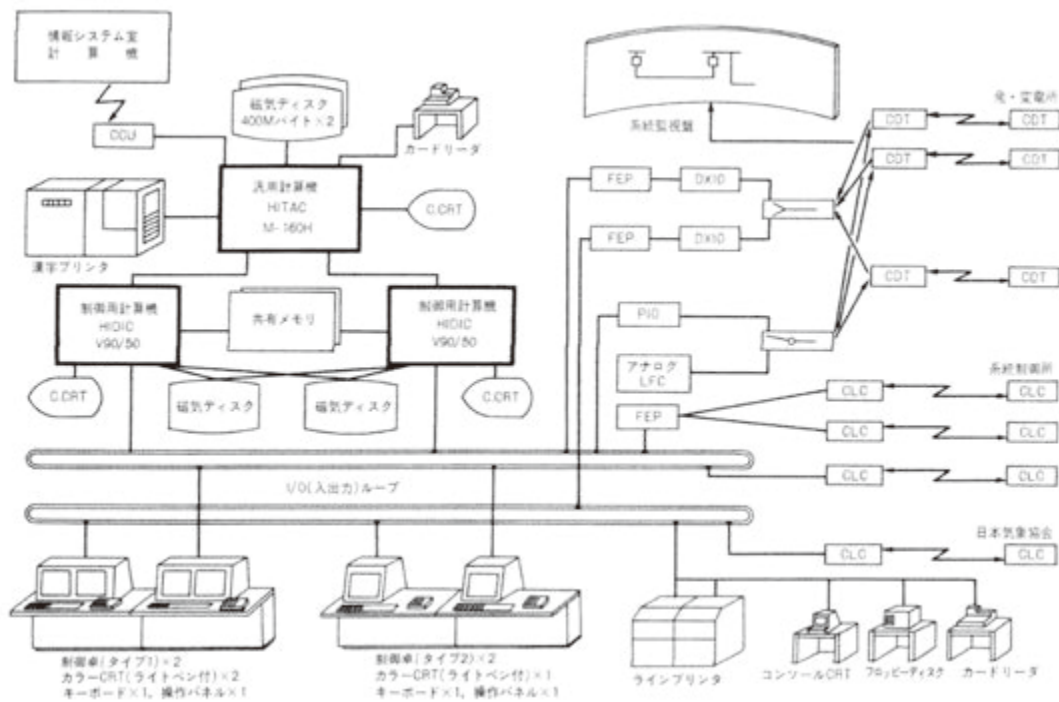 情報システム室
計算機
CCU
磁気ディスク
400Mバイト×2
カードリーダ
汎用計算機
HITAC
M-160H
C.CRT
漢字プリンタ
制御用計算機
HIDIC
V90/50
共有メモリ
制御用計算機
HIDIC
V90/50
C.CRT
磁気ディスク
磁気ディスク
C.CRT
系統監視盤
発・変電所
CDT
CDT
CDT
CDT
FEP
DXIO
FEP
DXIO
CDT
CDT
PIO
アナログ
LFC
FEP
系統制御所
CLC
CLC
CLC
CLC
CLC
CLC
I/O(入出力)ループ
日本気象協会
CLC
CLC
制御卓(タイプ1)×2
カラーCRT(ライトペン付)×2
キーボード×1, 操作パネル×1
制御卓(タイプ2)×2
カラーCRT(ライトペン付)×1
キーボード×1, 操作パネル×1
ラインプリンタ
コンソールCRT
フロッピーディスク
カードリーダ